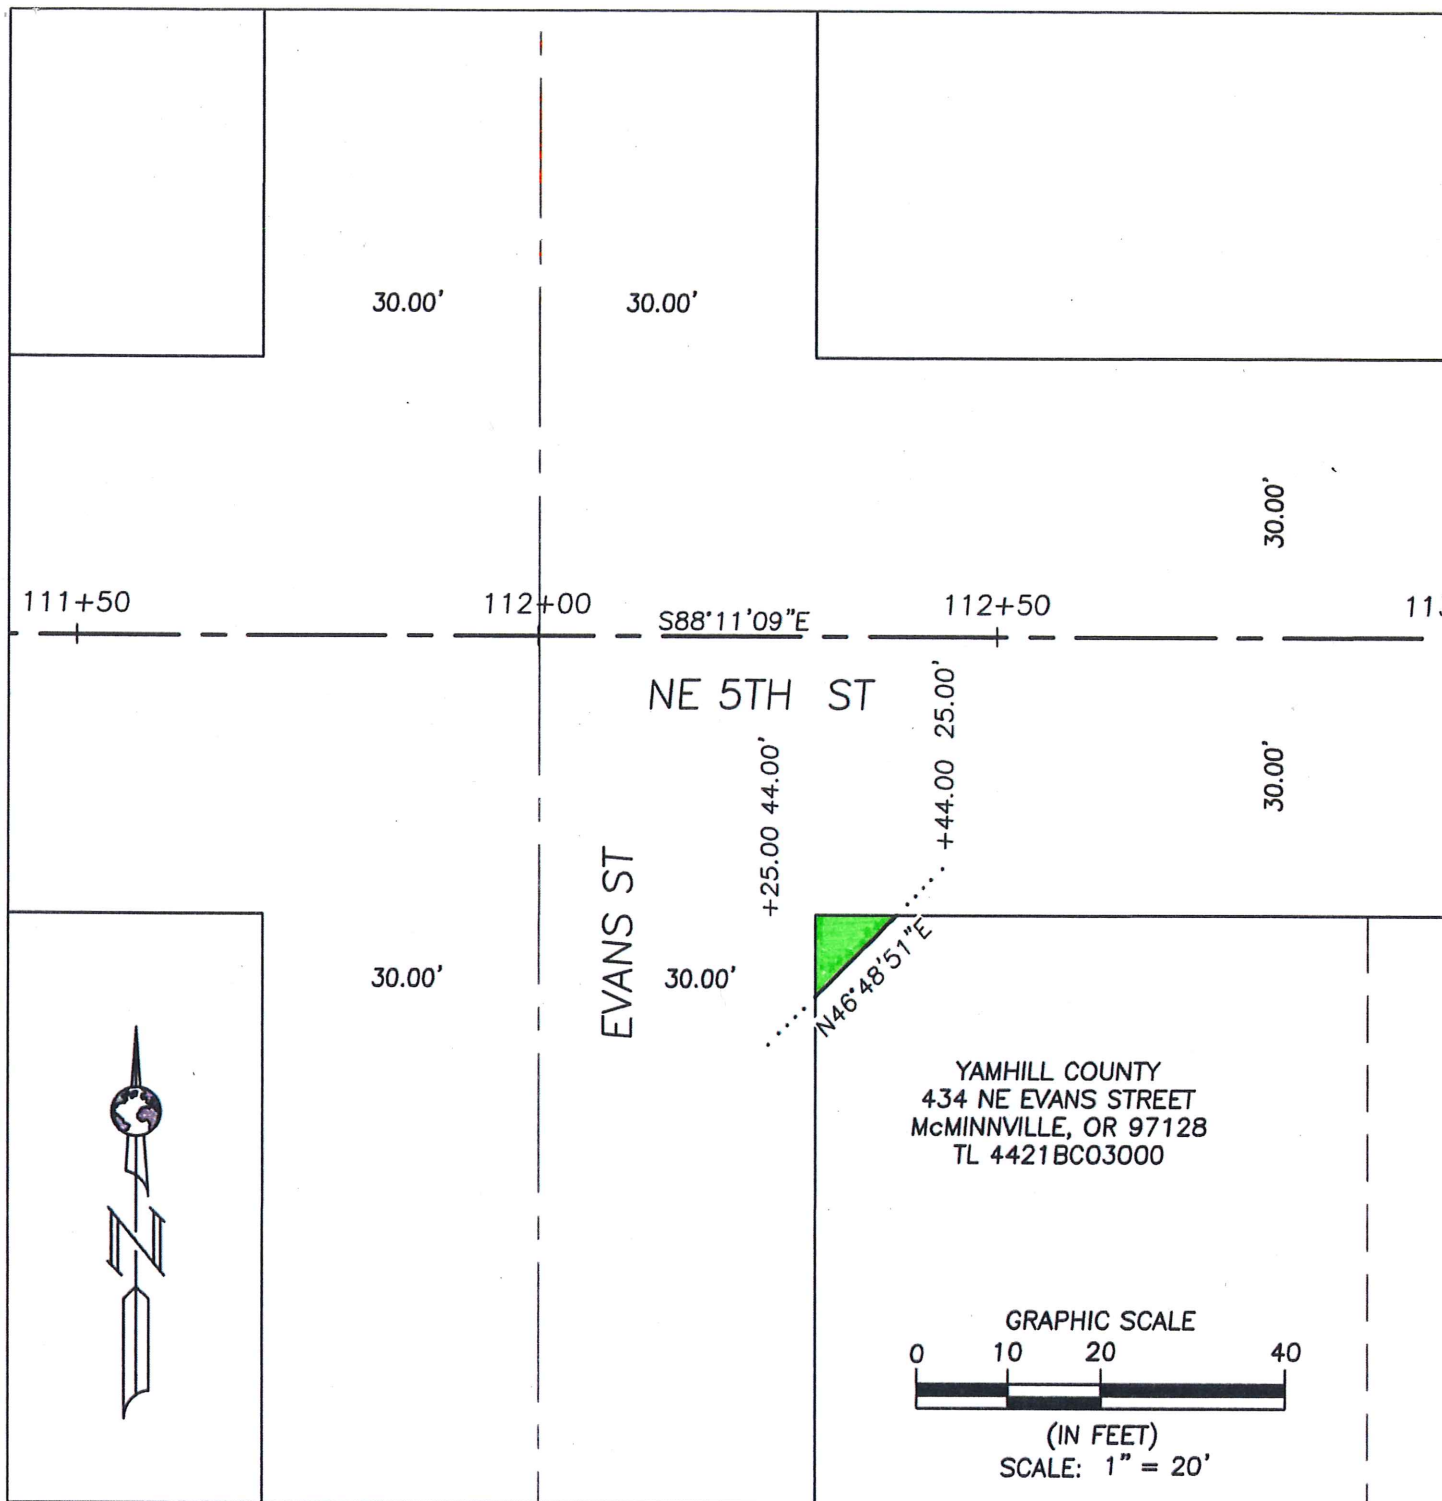 30.00' 30.00'
30.00'
111+50 112+00 S88°11'09"E 112+50
NE 5TH ST
+25.00 44.00'
+44.00 25.00'
30.00'
EVANS ST
30.00' 30.00'
N46°48'51"E
YAMHILL COUNTY
434 NE EVANS STREET
McMINNVILLE, OR 97128
TL 4421BC03000
N
GRAPHIC SCALE
0 10 20 40
(IN FEET)
SCALE: 1" = 20'